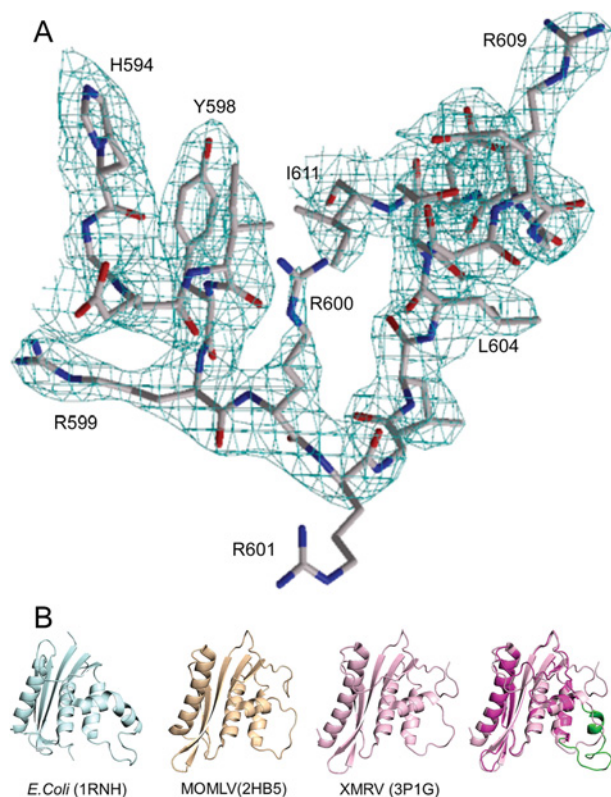 A
R609
H594
Y598
I611
R600
L604
R599
R601
B
E.Coli (1RNH)
MOMLV(2HB5)
XMRV (3P1G)